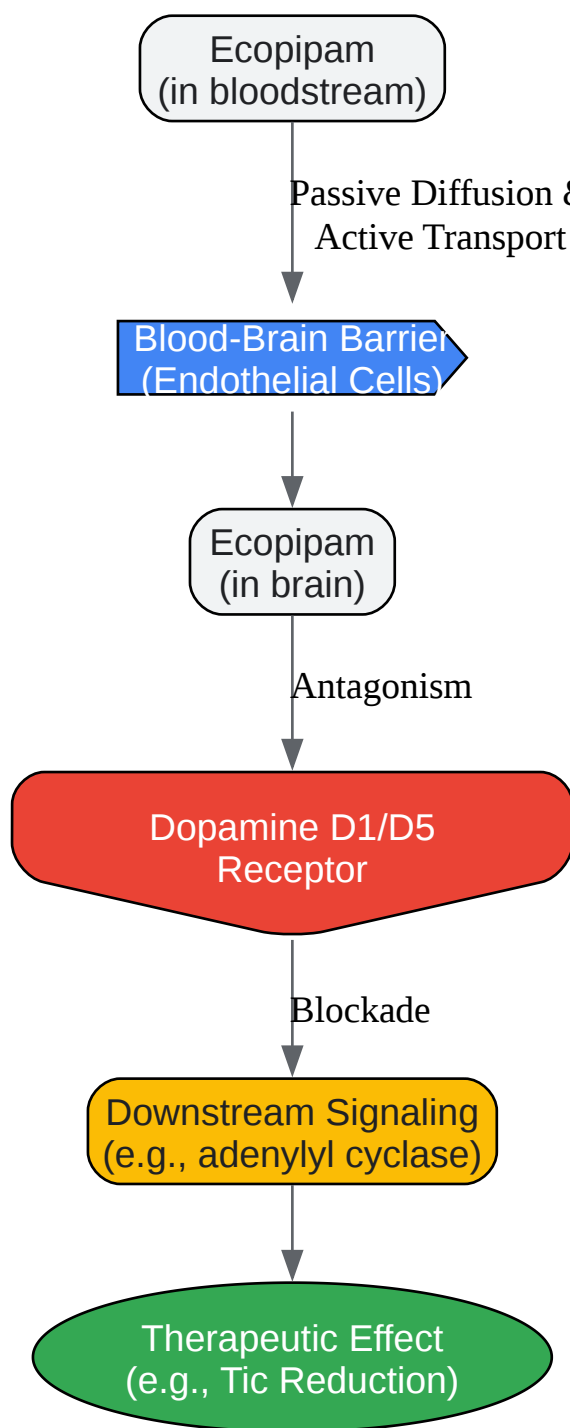 Ecopipam
(in bloodstream)
Passive Diffusion &
Active Transport
Blood-Brain Barrier
(Endothelial Cells)
Ecopipam
(in brain)
Antagonism
Dopamine D1/D5
Receptor
Blockade
Downstream Signaling
(e.g., adenylyl cyclase)
Therapeutic Effect
(e.g., Tic Reduction)